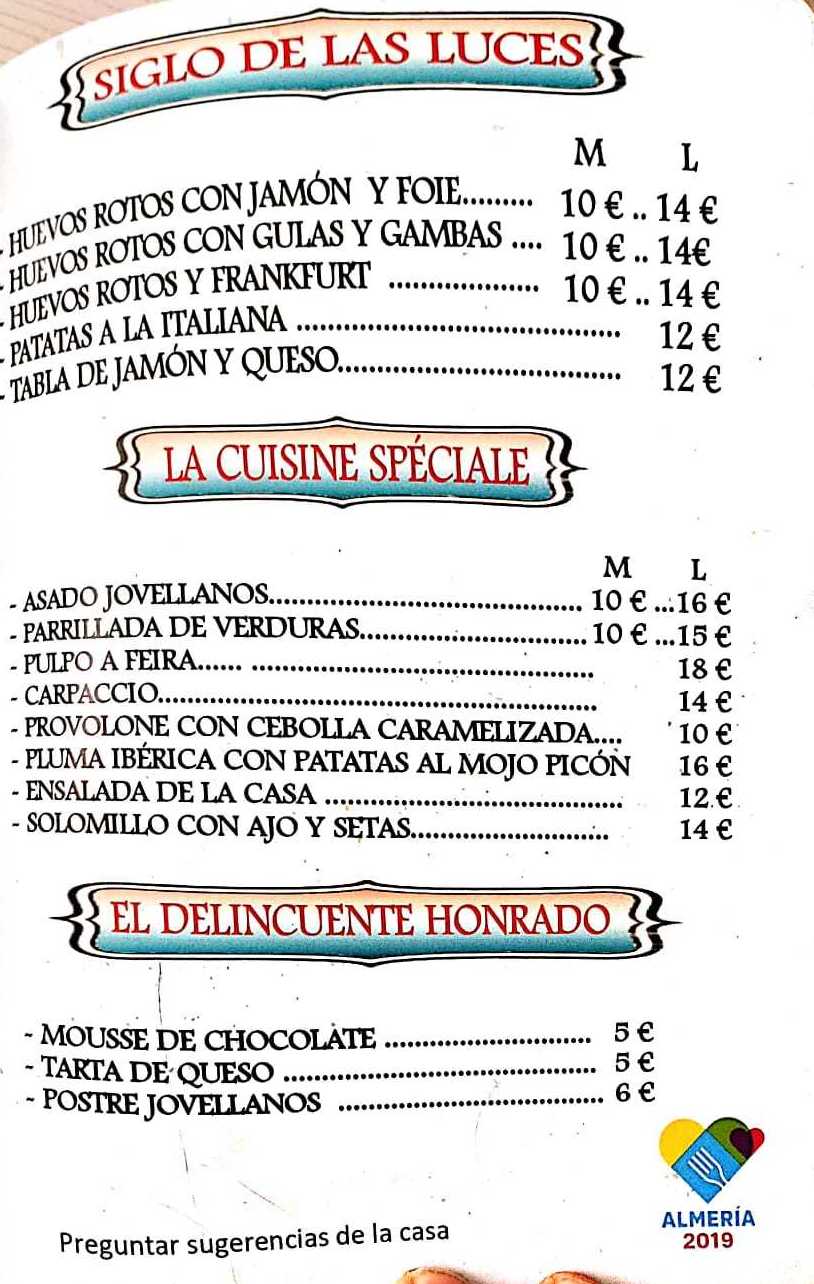 SIGLO DE LAS LUCES
M L
- HUEVOS ROTOS CON JAMÓN Y FOIE......... 10 € .. 14 €
- HUEVOS ROTOS CON GULAS Y GAMBAS .... 10 € .. 14€
- HUEVOS ROTOS Y FRANKFURT ................... 10 € .. 14 €
- PATATAS A LA ITALIANA ......................................... 12 €
- TABLA DE JAMÓN Y QUESO.................................... 12 €
LA CUISINE SPÉCIALE
M L
- ASADO JOVELLANOS.......................................... 10 € ...16 €
- PARRILLADA DE VERDURAS.............................. 10 € ...15 €
- PULPO A FEIRA...... .............................................. 18 €
- CARPACCIO........................................................... 14 €
- PROVOLONE CON CEBOLLA CARAMELIZADA.... 10 €
- PLUMA IBÉRICA CON PATATAS AL MOJO PICÓN 16 €
- ENSALADA DE LA CASA ....................................... 12 €
- SOLOMILLO CON AJO Y SETAS.......................... 14 €
EL DELINCUENTE HONRADO
- MOUSSE DE CHOCOLATE ............................ 5 €
- TARTA DE QUESO .......................................... 5 €
- POSTRE JOVELLANOS ................................... 6 €
ALMERÍA
2019
Preguntar sugerencias de la casa